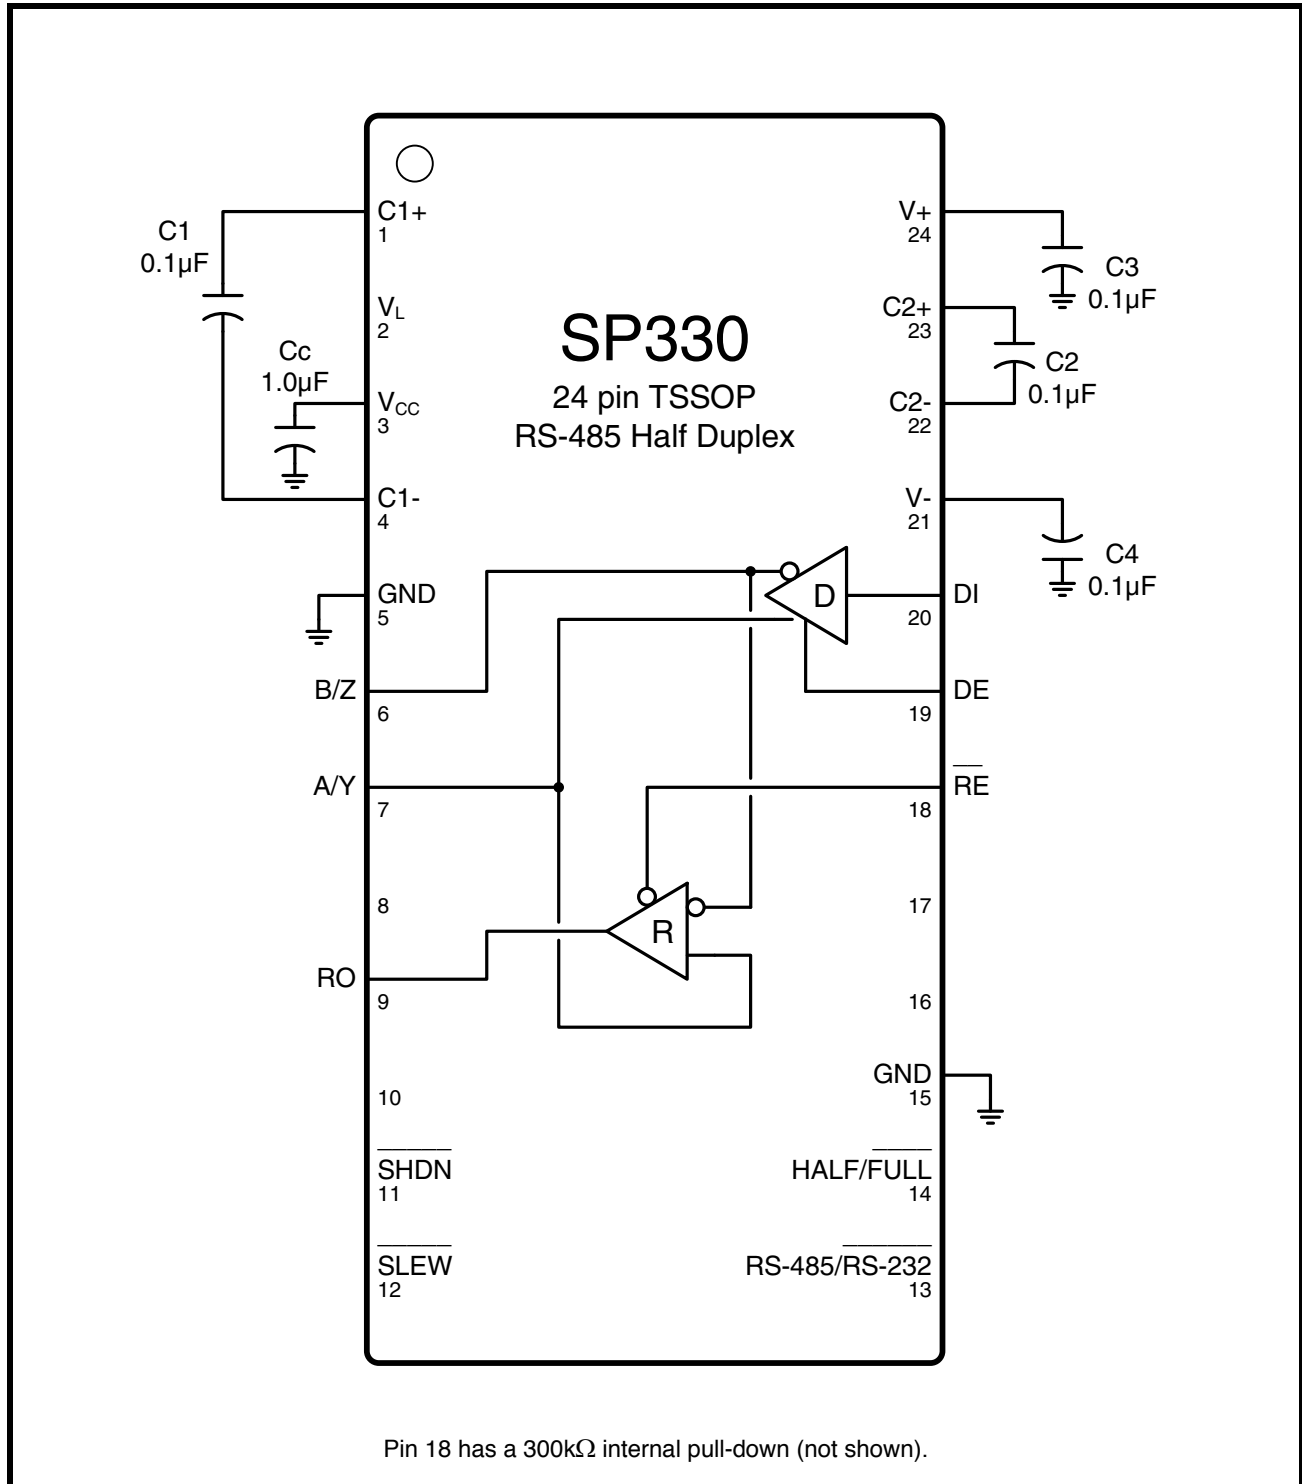 C1+
1
C1
0.1µF
VL
2
Cc
1.0µF
VCC
3
C1-
4
GND
5
B/Z
6
A/Y
7
8
RO
9
10
SHDN
11
SLEW
12
SP330
24 pin TSSOP
RS-485 Half Duplex
D
R
V+
24
C3
0.1µF
C2+
23
C2
0.1µF
C2-
22
V-
21
C4
0.1µF
DI
20
DE
19
RE
18
17
16
GND
15
HALF/FULL
14
RS-485/RS-232
13
Pin 18 has a 300kΩ internal pull-down (not shown).